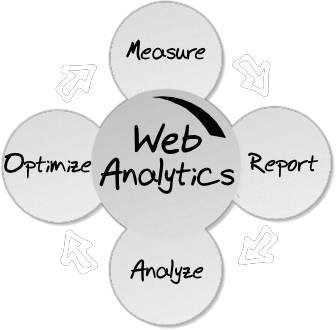 Measure
Optimize
Web
Analytics
Report
Analyze